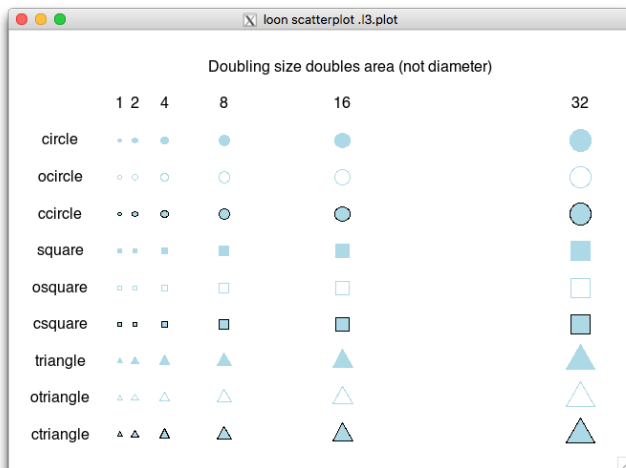 loon scatterplot .l3.plot
Doubling size doubles area (not diameter)
1 2 4 8 16 32
circle
ocircle
ccircle
square
osquare
csquare
triangle
otriangle
ctriangle